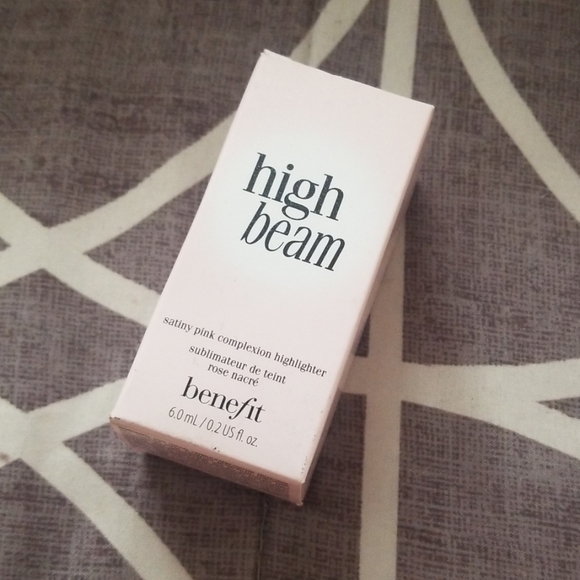 high
beam
satiny pink complexion highlighter
sublimateur de teint
rose nacré
benefit
6.0 mL / 0.2 US fl. oz.